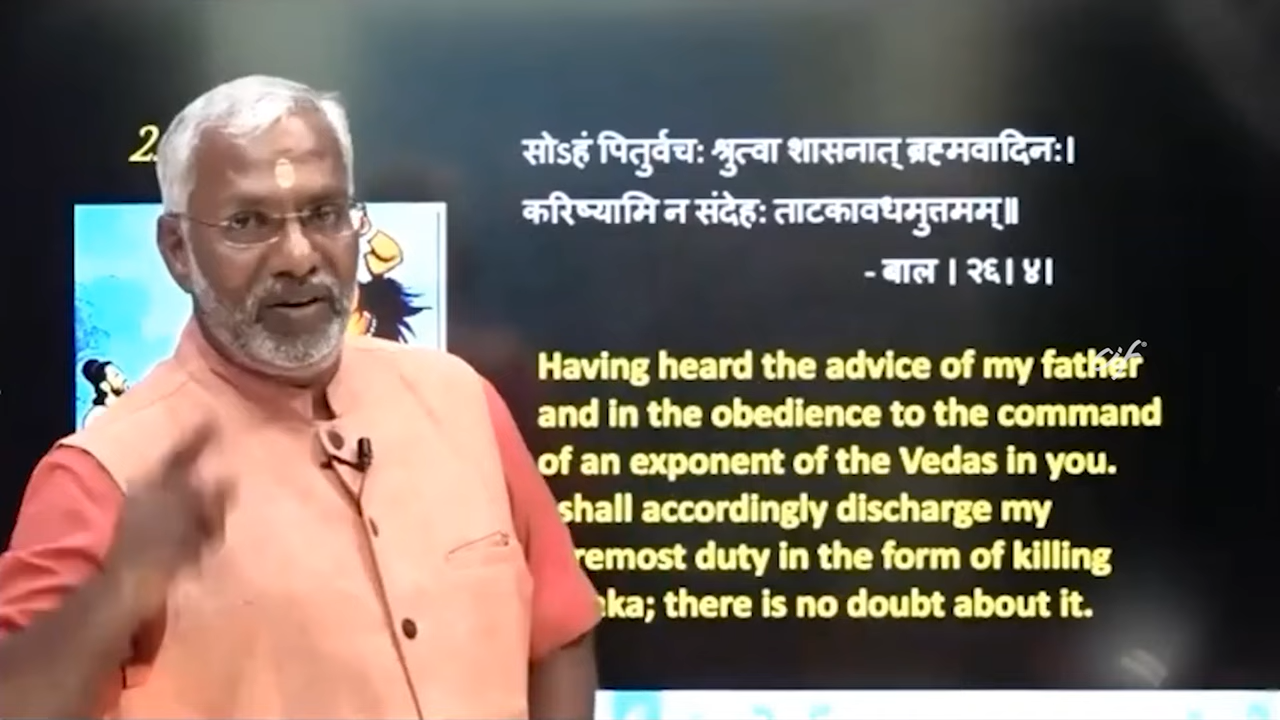 2.
सोऽहं पितुर्वचः श्रुत्वा शासनात् ब्रह्मवादिनः।
करिष्यामि न संदेहः ताटकावधमुत्तमम्॥
- बाल । २६। ४।
Having heard the advice of my father
and in the obedience to the command
of an exponent of the Vedas in you.
shall accordingly discharge my
remost duty in the form of killing
eka; there is no doubt about it.